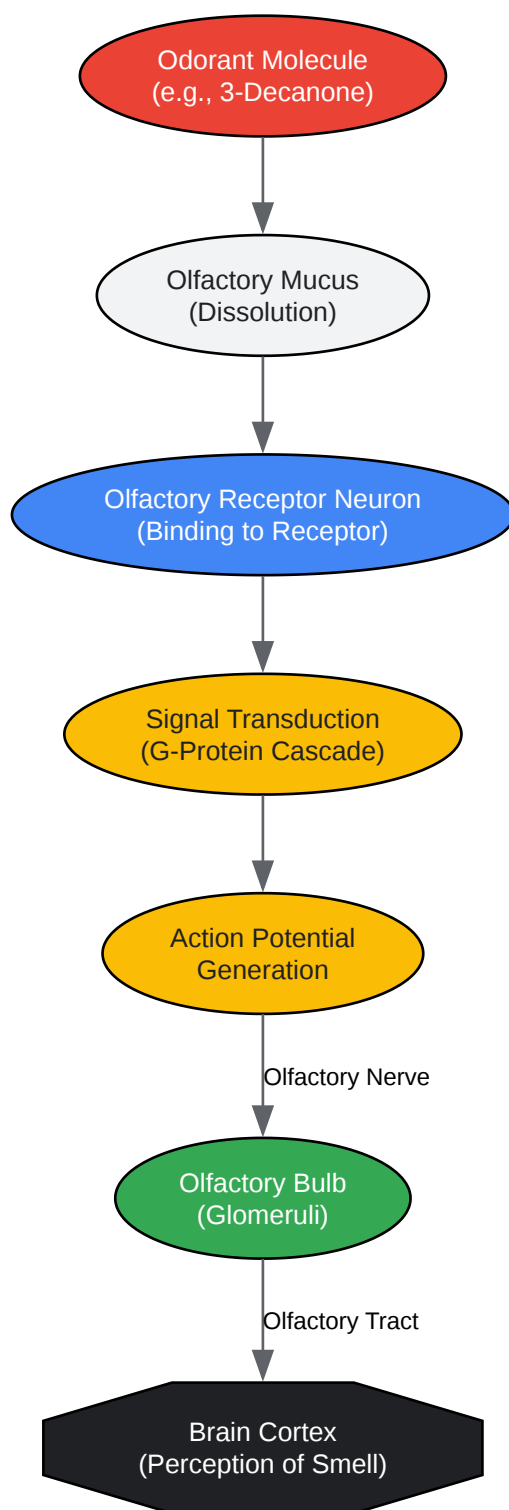 Odorant Molecule
(e.g., 3-Decanone)
Olfactory Mucus
(Dissolution)
Olfactory Receptor Neuron
(Binding to Receptor)
Signal Transduction
(G-Protein Cascade)
Action Potential
Generation
Olfactory Nerve
Olfactory Bulb
(Glomeruli)
Olfactory Tract
Brain Cortex
(Perception of Smell)